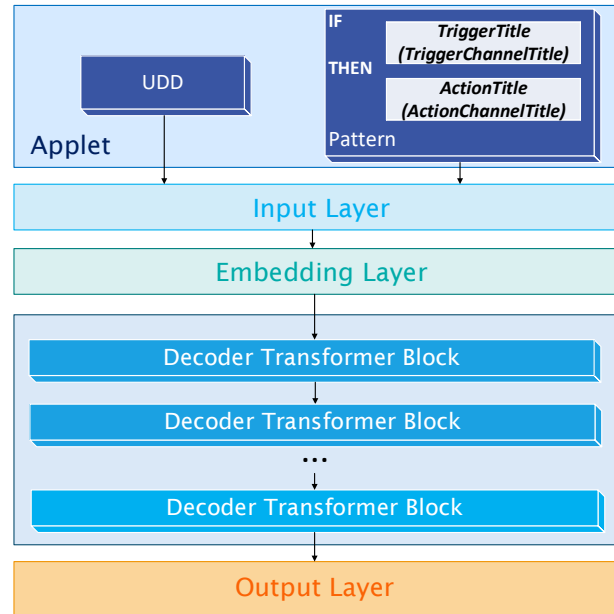 IF
TriggerTitle
(TriggerChannelTitle)
THEN
ActionTitle
(ActionChannelTitle)
Pattern
UDD
Applet
Input Layer
Embedding Layer
Decoder Transformer Block
Decoder Transformer Block
...
Decoder Transformer Block
Output Layer